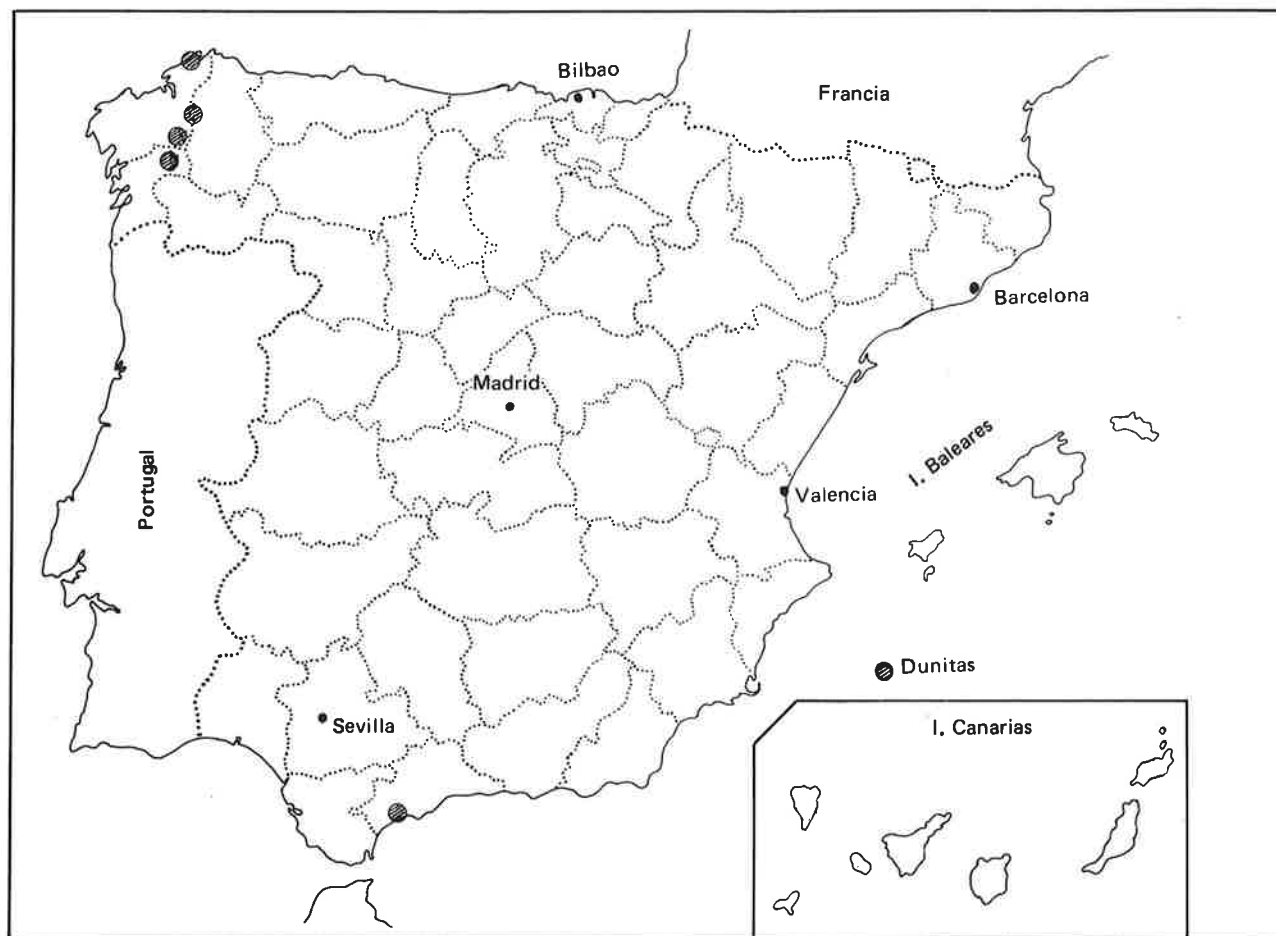 Bilbao
Francia
Barcelona
Madrid
I. Baleares
Portugal
Valencia
Dunitas
Sevilla
I. Canarias